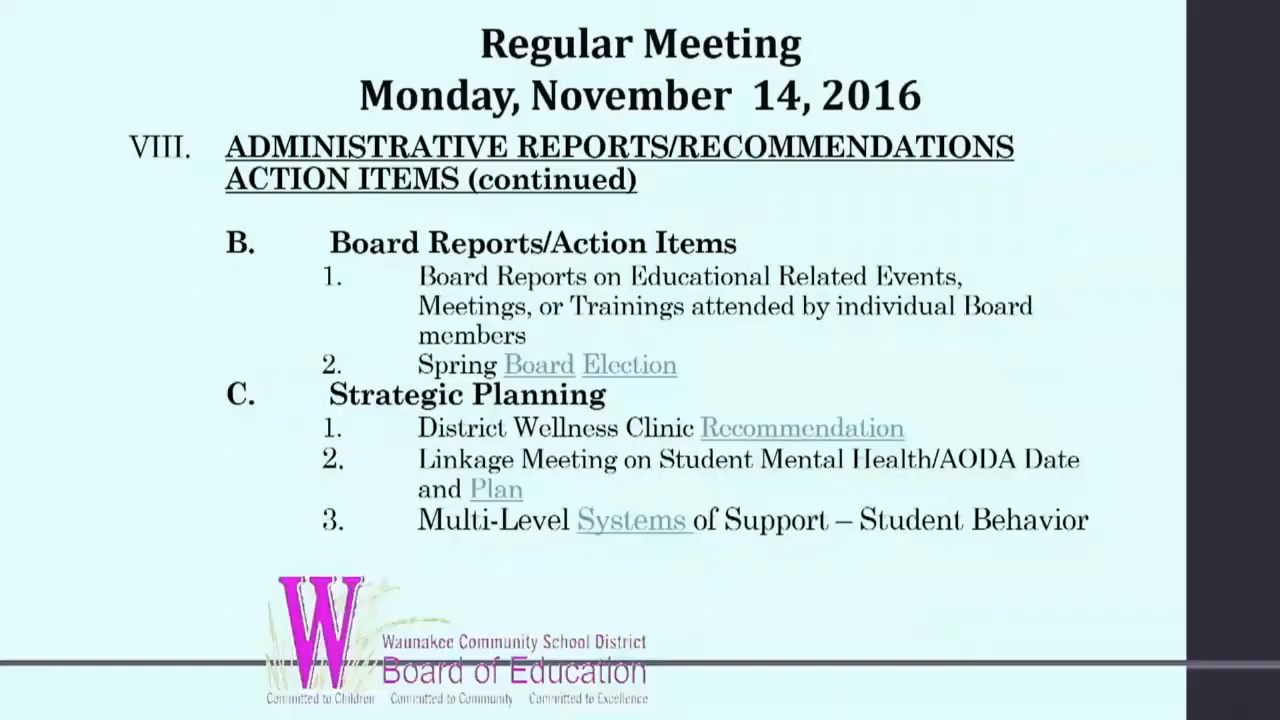 Regular Meeting
Monday, November 14, 2016
VIII. ADMINISTRATIVE REPORTS/RECOMMENDATIONS
ACTION ITEMS (continued)
B. Board Reports/Action Items
1. Board Reports on Educational Related Events,
Meetings, or Trainings attended by individual Board
members
2. Spring Board Election
C. Strategic Planning
1. District Wellness Clinic Recommendation
2. Linkage Meeting on Student Mental Health/AODA Date
and Plan
3. Multi-Level Systems of Support – Student Behavior
W
Waunakee Community School District
Board of Education
Committed to Children Committed to Community Committed to Excellence